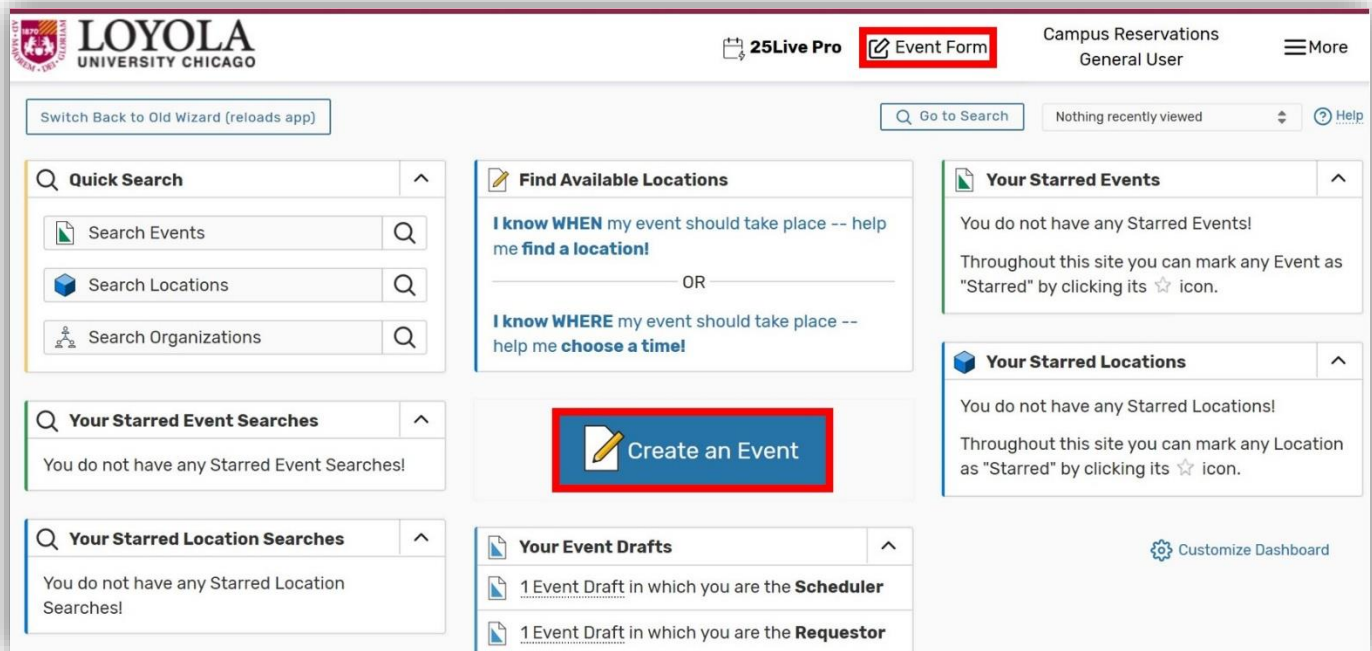 AD·MAJOREM·DEI·GLORIAM
1870
LOYOLA
UNIVERSITY CHICAGO
25Live Pro
Event Form
Campus Reservations
General User
More
Switch Back to Old Wizard (reloads app)
Go to Search
Nothing recently viewed
Help
Quick Search
Search Events
Search Locations
Search Organizations
Your Starred Event Searches
You do not have any Starred Event Searches!
Your Starred Location Searches
You do not have any Starred Location
Searches!
Find Available Locations
I know WHEN my event should take place -- help
me find a location!
OR
I know WHERE my event should take place --
help me choose a time!
Create an Event
Your Event Drafts
1 Event Draft in which you are the Scheduler
1 Event Draft in which you are the Requestor
Your Starred Events
You do not have any Starred Events!
Throughout this site you can mark any Event as
"Starred" by clicking its ☆ icon.
Your Starred Locations
You do not have any Starred Locations!
Throughout this site you can mark any Location
as "Starred" by clicking its ☆ icon.
Customize Dashboard